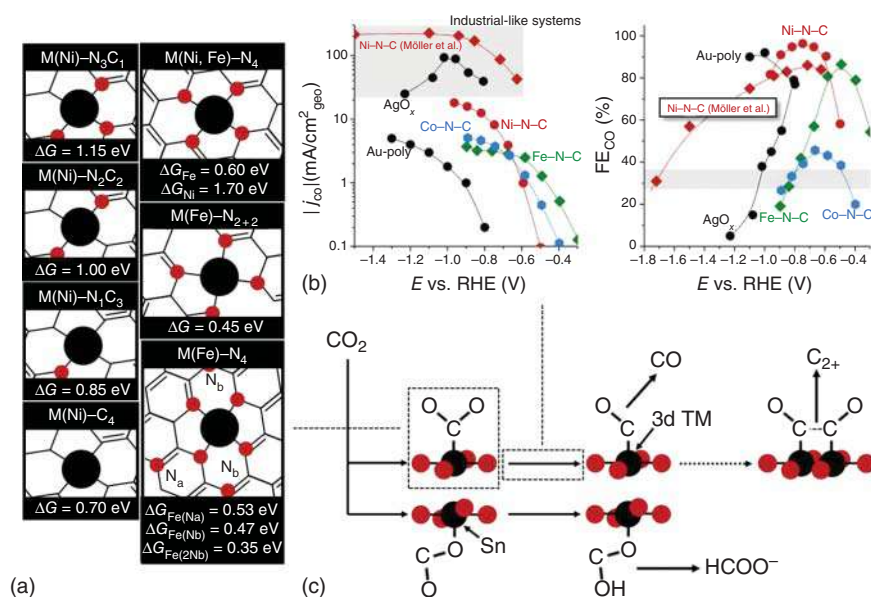 M(Ni)–N3C1
ΔG = 1.15 eV
M(Ni)–N2C2
ΔG = 1.00 eV
M(Ni)–N1C3
ΔG = 0.85 eV
M(Ni)–C4
ΔG = 0.70 eV
M(Ni, Fe)–N4
ΔGFe = 0.60 eV
ΔGNi = 1.70 eV
M(Fe)–N2+2
ΔG = 0.45 eV
M(Fe)–N4
Nb
Na
Nb
ΔGFe(Na) = 0.53 eV
ΔGFe(Nb) = 0.47 eV
ΔGFe(2Nb) = 0.35 eV
(a)
Industrial-like systems
Ni–N–C (Möller et al.)
AgOx
Ni–N–C
Co–N–C
Au-poly
Fe–N–C
|jCO|(mA/cm²geo)
100
10
1
0.1
−1.4
−1.2
−1.0
−0.8
−0.6
−0.4
E vs. RHE (V)
(b)
Au-poly
Ni–N–C
Ni–N–C (Möller et al.)
AgOx
Fe–N–C
Co–N–C
FECO (%)
100
80
60
40
20
0
−1.8
−1.6
−1.4
−1.2
−1.0
−0.8
−0.6
−0.4
E vs. RHE (V)
CO2
O
O
C
O
C
CO
3d TM
C2+
O
O
C
C
Sn
O
C
O
O
C
OH
HCOO−
(c)